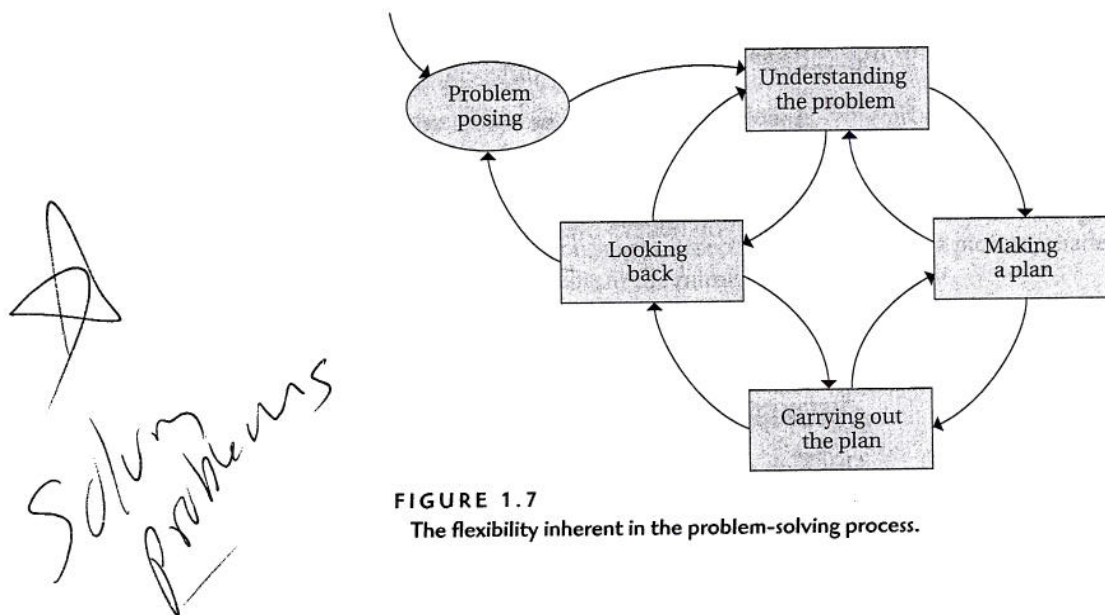 Problem
posing
Understanding
the problem
Looking
back
Making
a plan
Carrying out
the plan
Solvn
problems
FIGURE 1.7
The flexibility inherent in the problem-solving process.